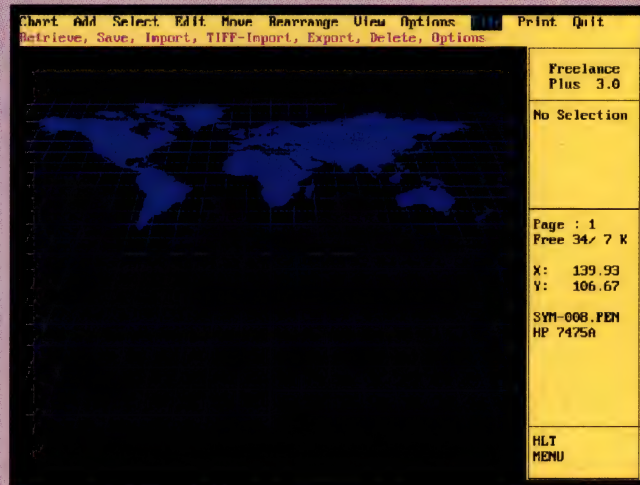 Chart Add Select Edit Move Rearrange View Options File Print Quit
Retrieve, Save, Import, TIFF-Import, Export, Delete, Options
Freelance
Plus 3.0
No Selection
Page : 1
Free 34/ 7 K
X: 139.93
Y: 106.67
SYM-008.PEN
HP 7475A
HLT
MENU